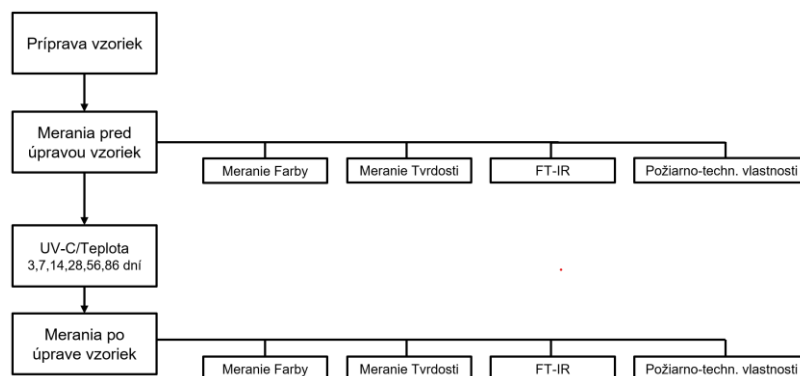 Príprava vzoriek
Merania pred
úpravou vzoriek
Meranie Farby
Meranie Tvrdosti
FT-IR
Požiarno-techn. vlastnosti
UV-C/Teplota
3,7,14,28,56,86 dní
Merania po
úprave vzoriek
Meranie Farby
Meranie Tvrdosti
FT-IR
Požiarno-techn. vlastnosti